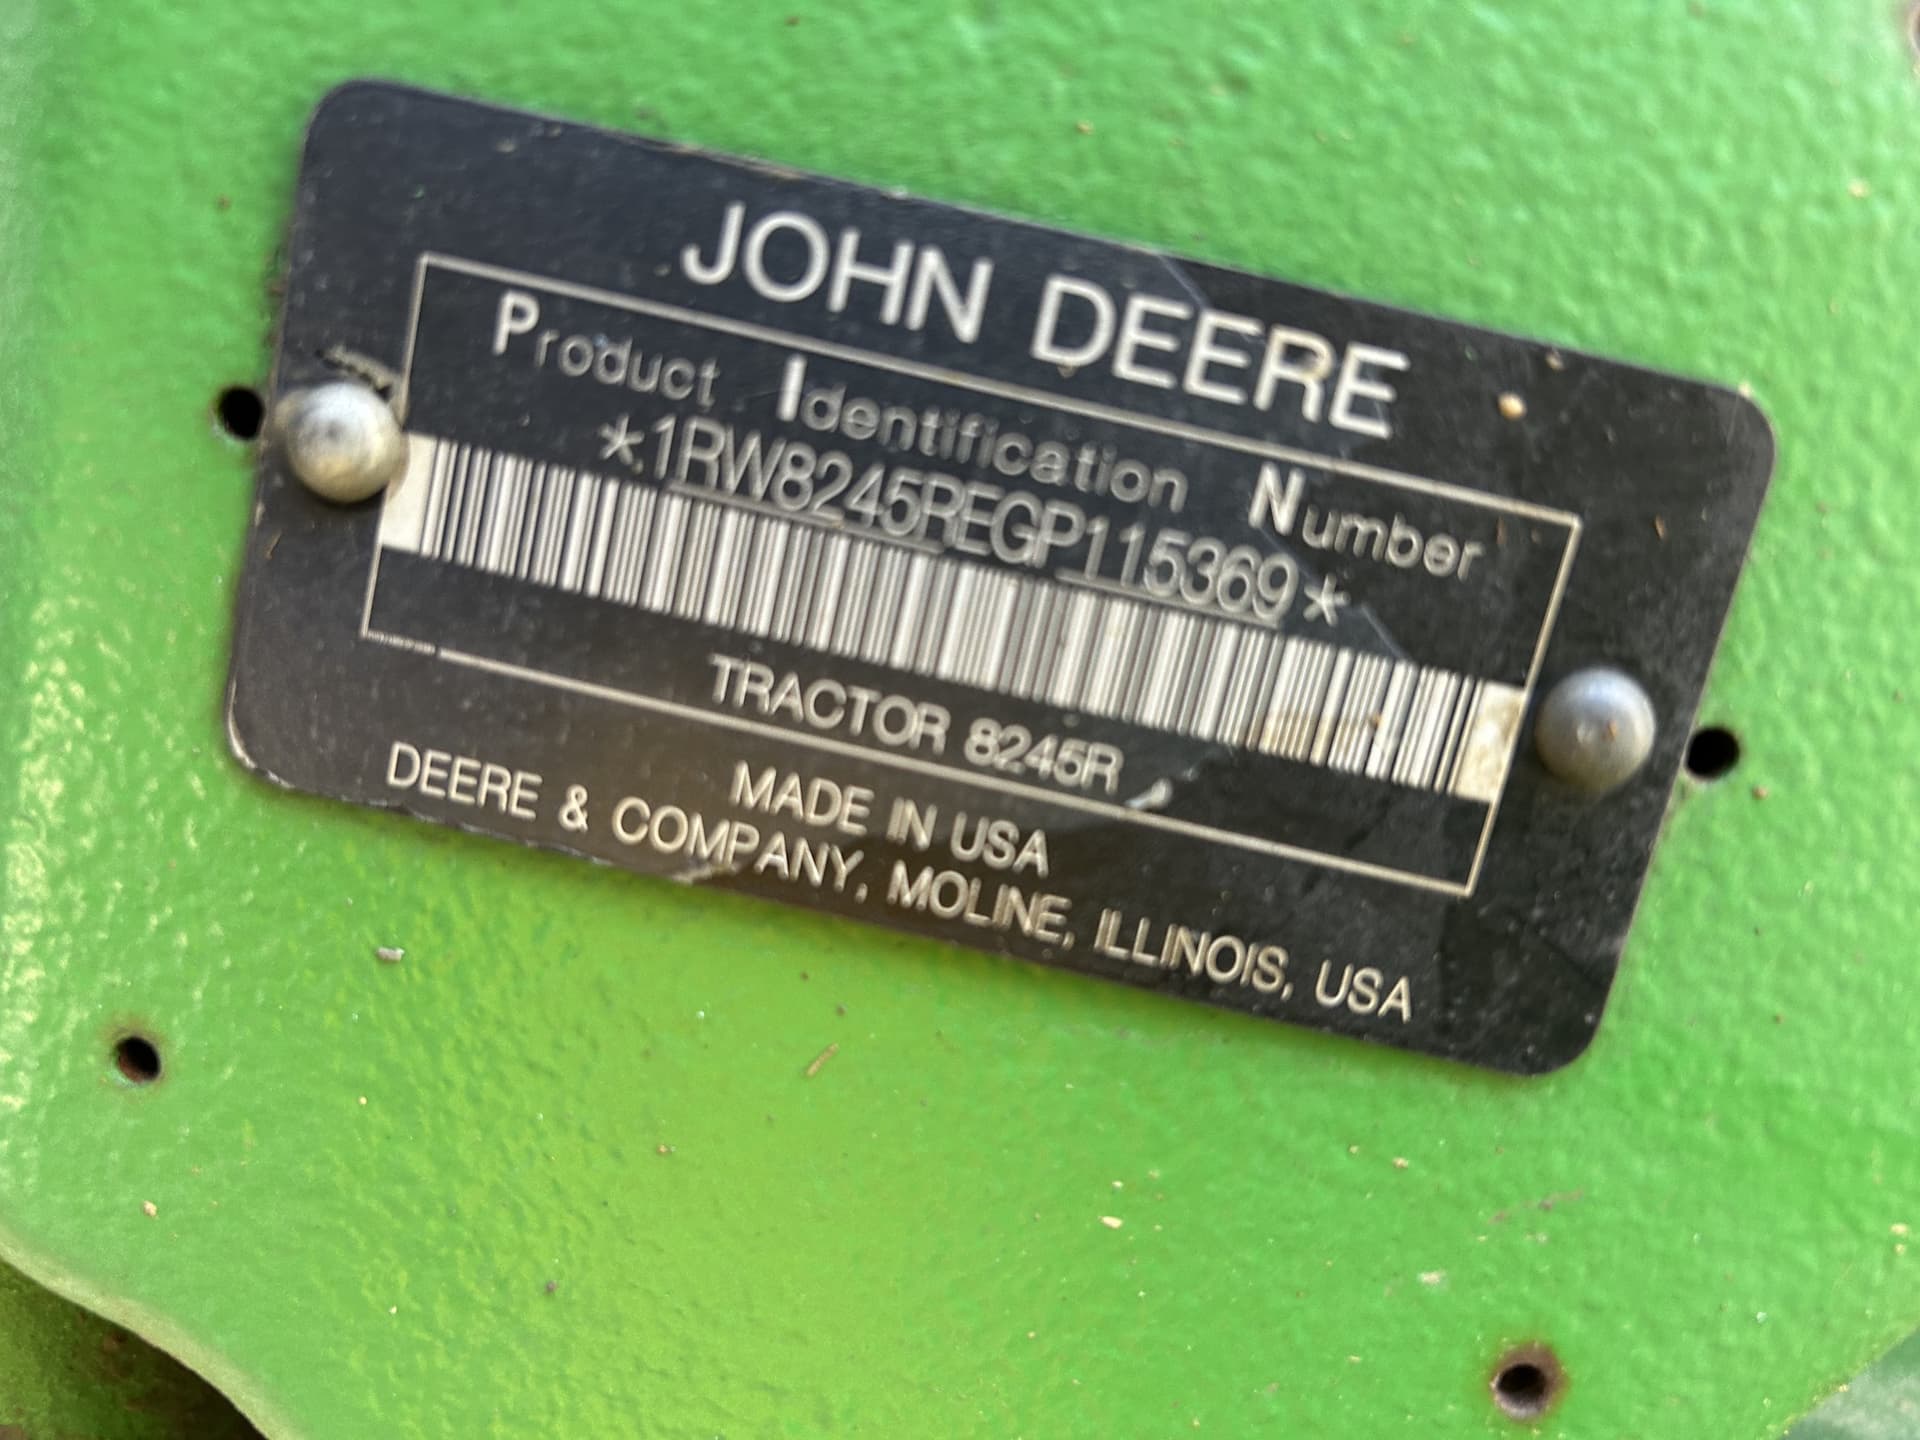 JOHN DEERE
Product Identification Number
*1RW8245REGP115369*
TRACTOR 8245R
MADE IN USA
DEERE & COMPANY, MOLINE, ILLINOIS, USA